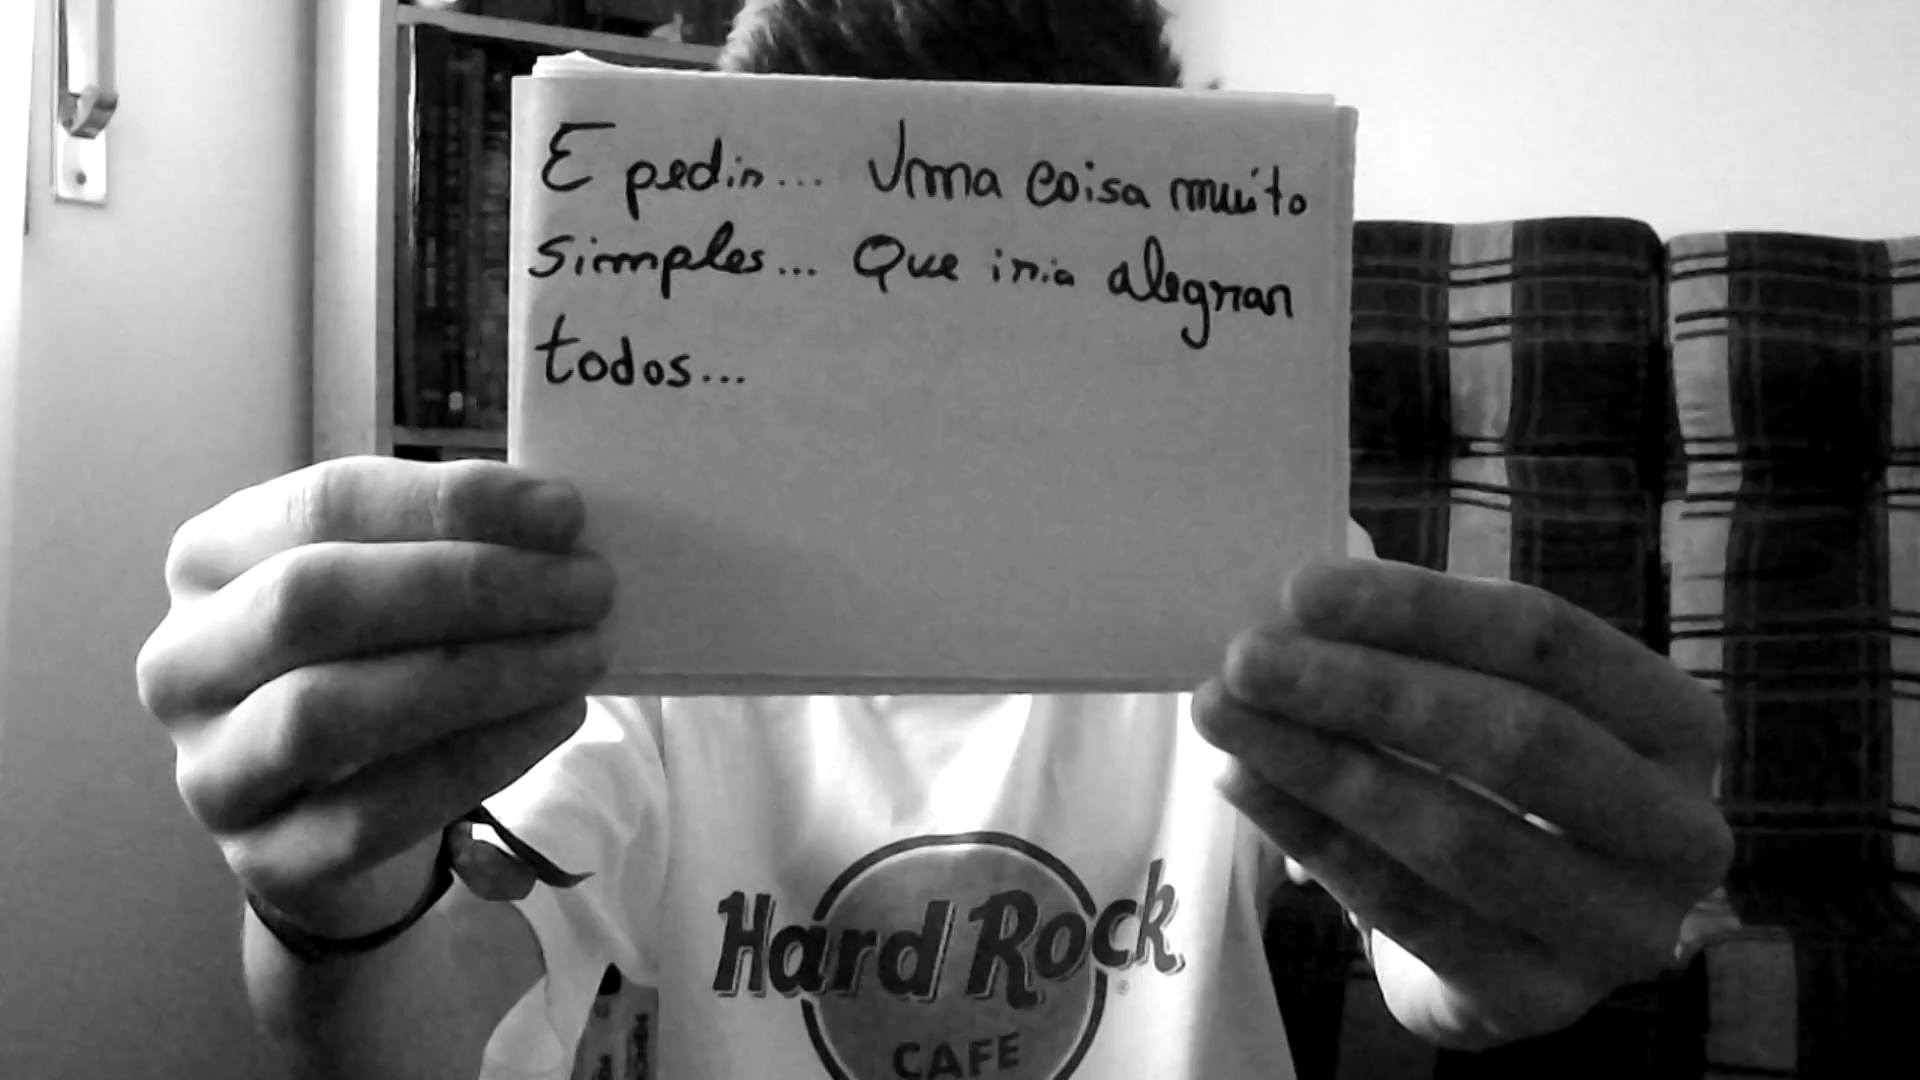 E pedir... Uma coisa muito
simples... Que iria alegrar
todos...
Hard Rock
CAFE